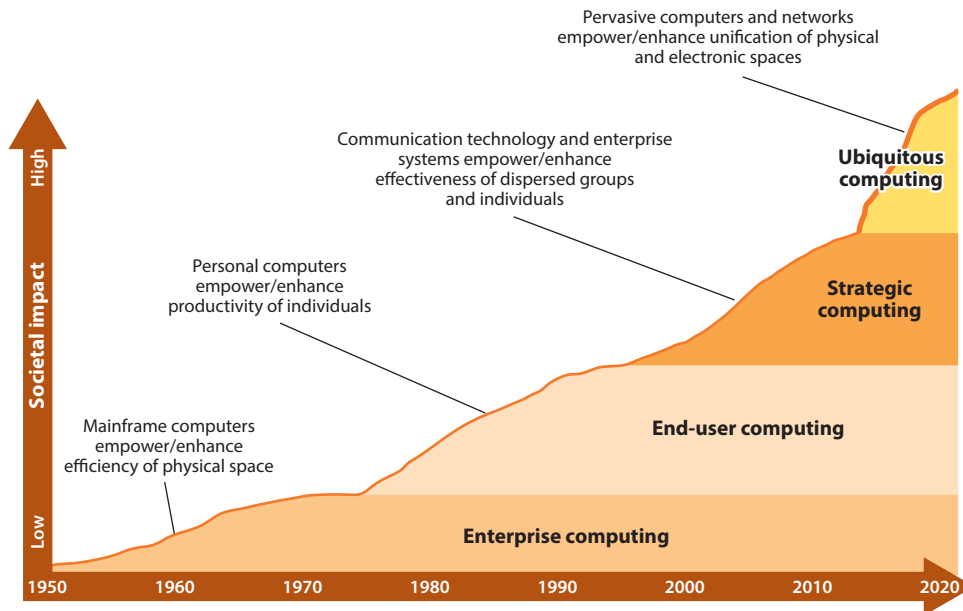 Pervasive computers and networks
empower/enhance unification of physical
and electronic spaces
Communication technology and enterprise
systems empower/enhance
effectiveness of dispersed groups
and individuals
Ubiquitous
computing
Personal computers
empower/enhance
productivity of individuals
Strategic
computing
Mainframe computers
empower/enhance
efficiency of physical space
End-user computing
Enterprise computing
High
Societal impact
Low
1950 1960 1970 1980 1990 2000 2010 2020